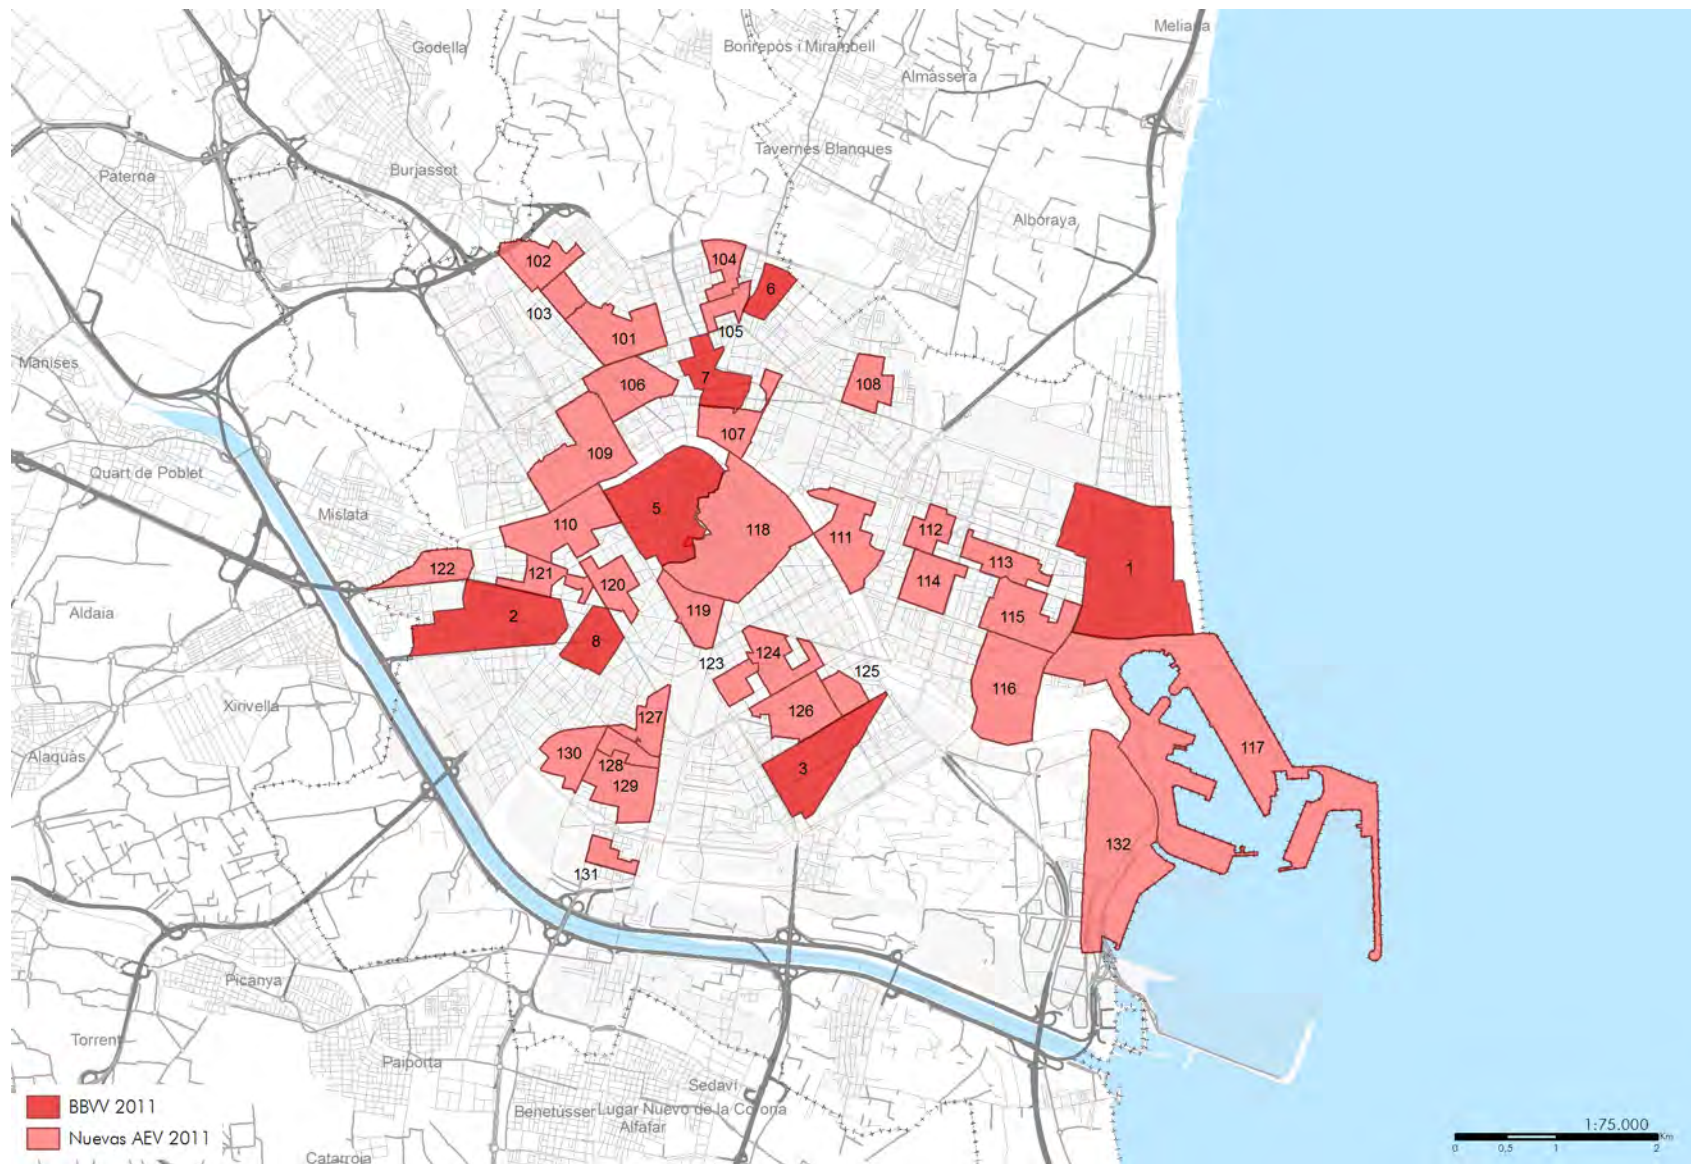 Meliana
Godella
Bonrepòs i Mirambell
Almàssera
Tavernes Blanques
Burjassot
Paterna
Alboraya
102
104
6
103
101
105
Manises
7
106
108
107
109
Quart de Poblet
Mislata
5
118
110
111
112
113
1
122
121
120
114
Aldaia
2
119
115
8
123
124
125
116
Xirivella
127
126
117
Alaquàs
130
128
3
129
132
131
Picanya
Torrent
Paiporta
Sedaví
BBVV 2011
Benetússer
Lugar Nuevo de la Corona
Alfafar
1:75.000
Nuevas AEV 2011
Km
0 0,5 1 2
Catarroja